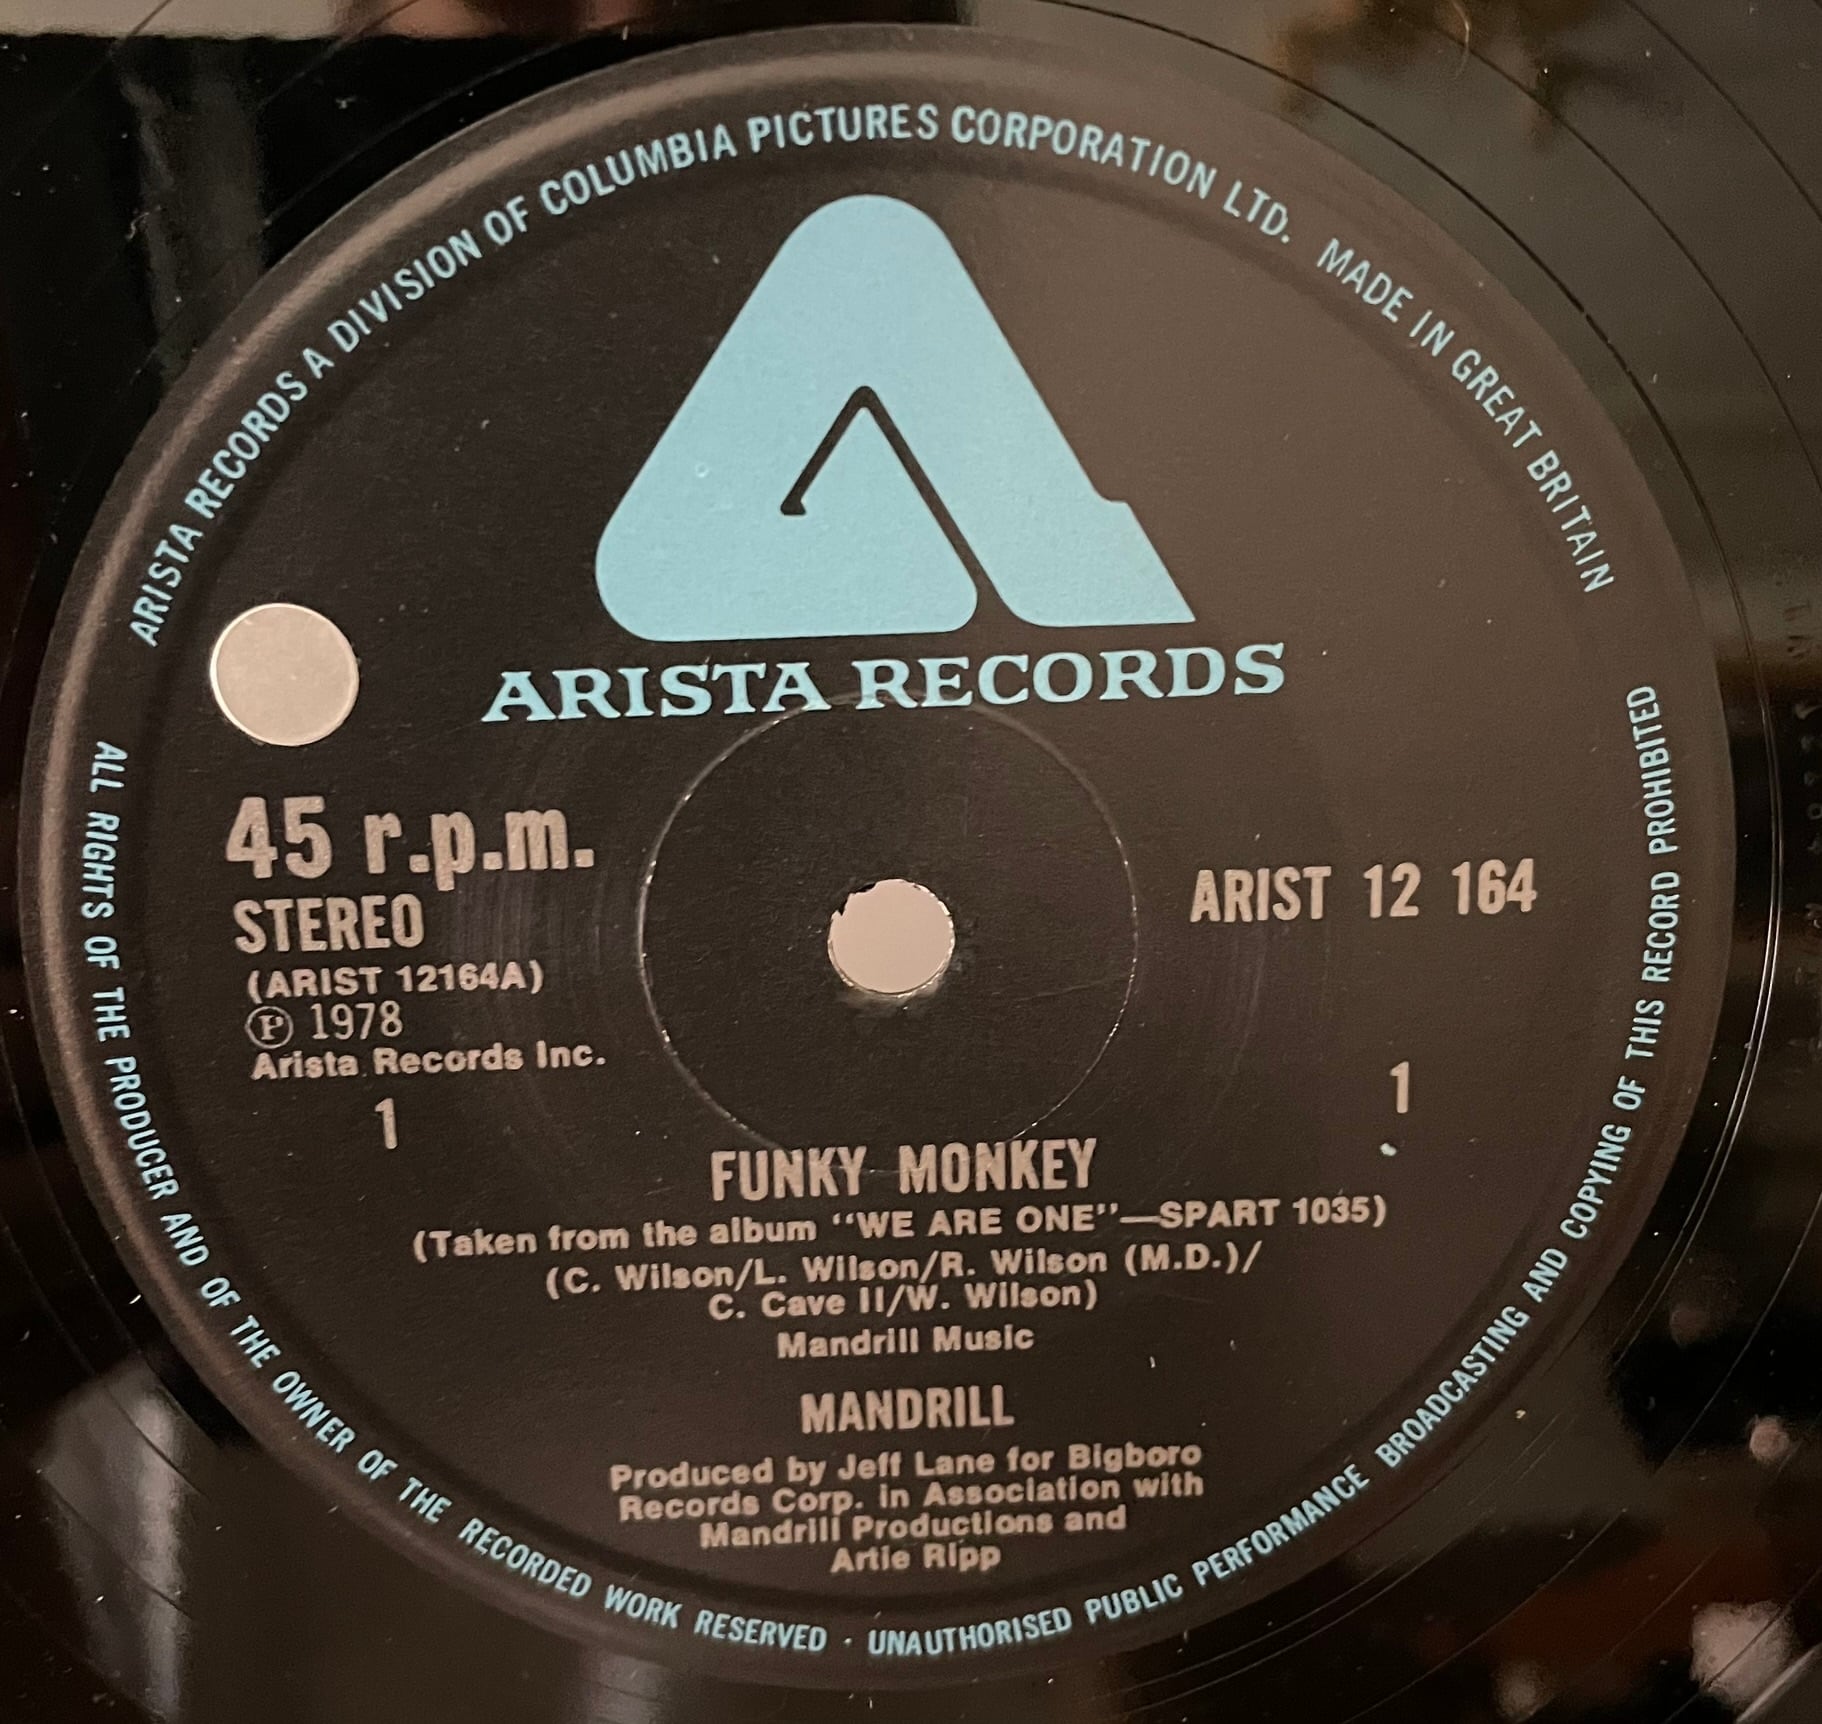 ARISTA RECORDS A DIVISION OF COLUMBIA PICTURES CORPORATION LTD. MADE IN GREAT BRITAIN
ARISTA RECORDS
45 r.p.m.
STEREO
(ARIST 12164A)
Ⓟ 1978
Arista Records Inc.
1
ARIST 12 164
1
FUNKY MONKEY
(Taken from the album "WE ARE ONE"—SPART 1035)
(C. Wilson/L. Wilson/R. Wilson (M.D.)/
C. Cave II/W. Wilson)
Mandrill Music
MANDRILL
Produced by Jeff Lane for Bigboro
Records Corp. in Association with
Mandrill Productions and
Artie Ripp
ALL RIGHTS OF THE PRODUCER AND OF THE OWNER OF THE RECORDED WORK RESERVED · UNAUTHORISED PUBLIC PERFORMANCE BROADCASTING AND COPYING OF THIS RECORD PROHIBITED